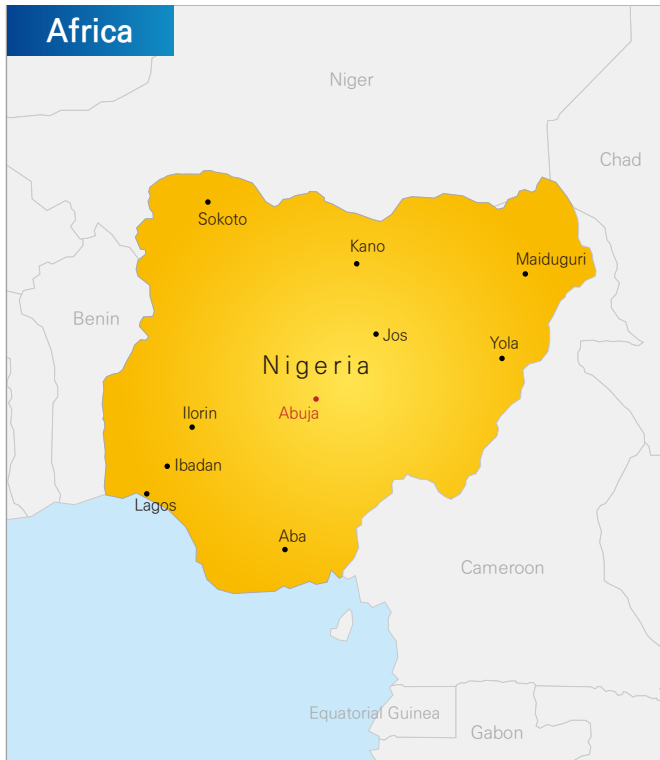 Africa
Niger
Chad
Sokoto
Kano
Maiduguri
Benin
Jos
Yola
Nigeria
Ilorin
Abuja
Ibadan
Lagos
Aba
Cameroon
Equatorial Guinea
Gabon